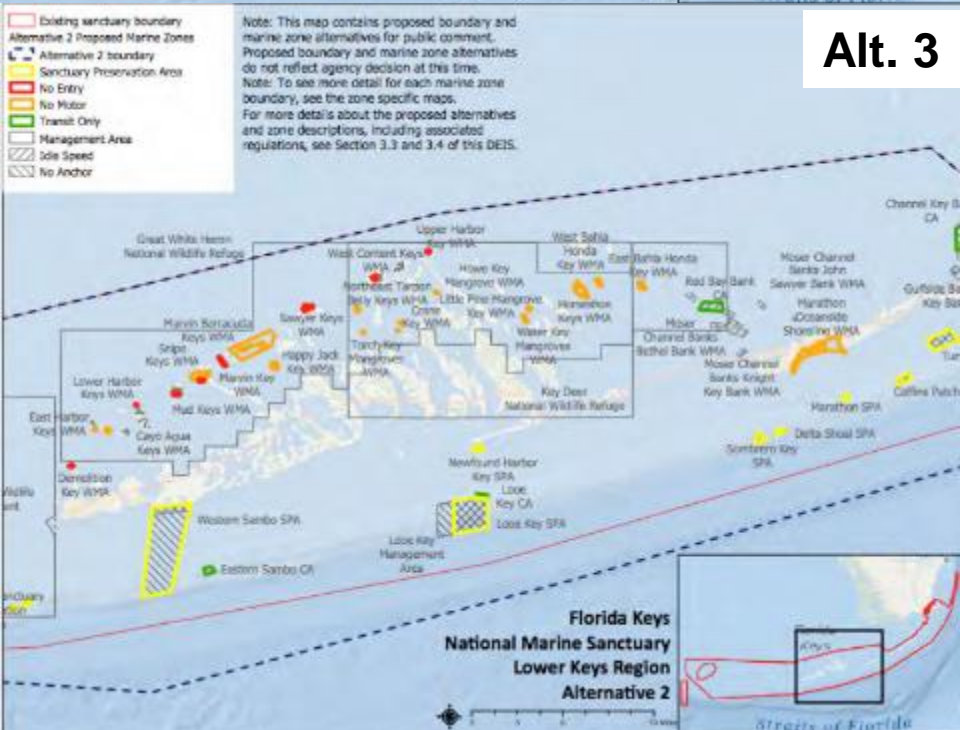 Alt. 3
Existing sanctuary boundary
Alternative 2 Proposed Marine Zones
Alternative 2 boundary
Sanctuary Preservation Area
No Entry
No Motor
Transit Only
Management Area
Idle Speed
No Anchor
Note: This map contains proposed boundary and
marine zone alternatives for public comment.
Proposed boundary and marine zone alternatives
do not reflect agency decision at this time.
Note: To see more detail for each marine zone
boundary, see the zone specific maps.
For more details about the proposed alternatives
and zone descriptions, including associated
regulations, see Section 3.3 and 3.4 of this DEIS.
Channel Key
CA
Great White Heron
National Wildlife Refuge
Upper Harbor
Key WMA
West Content Keys
WMA
West Bahia
Honda
Key WMA
East Bahia Honda
Key WMA
Moser Channel
Banks John
Sawyer Bank WMA
Howe Key
Mangrove WMA
Red Bay Bank
Northeast Tarpon
Belly Keys WMA
Little Pine Mangrove
Key WMA
Horseshoe
Keys WMA
Crane
Key WMA
Sawyer Keys
WMA
Marvin Barracuda
Keys WMA
Snipe
Keys WMA
Happy Jack
Key WMA
Torch Key
Mangroves
WMA
Water Key
Mangroves
WMA
Moser
Channel Banks
Bethel Bank WMA
Marathon
Oceanside
Shoreline WMA
Moser Channel
Banks Knight
Key Bank WMA
Marvin Key
WMA
Lower Harbor
Keys WMA
Mud Keys WMA
Key Deer
National Wildlife Refuge
East Harbor
Keys WMA
Cayo Agua
Keys WMA
Marathon SPA
Delta Shoal SPA
Sombrero Key
SPA
Demolition
Key WMA
Newfound Harbor
Key SPA
Looe
Key CA
Looe Key SPA
Looe Key
Management
Area
Western Sambo SPA
Eastern Sambo CA
Florida Keys
National Marine Sanctuary
Lower Keys Region
Alternative 2
Straits of Florida